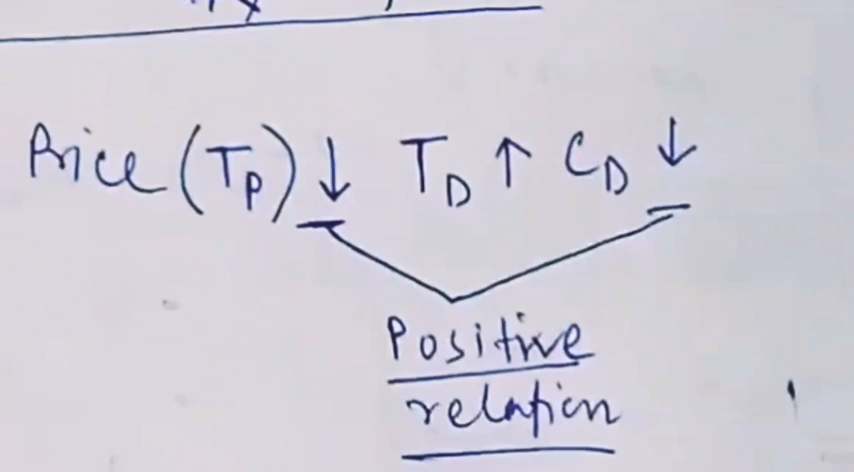 Price (TP) ↓ TD ↑ CD ↓
Positive
relation